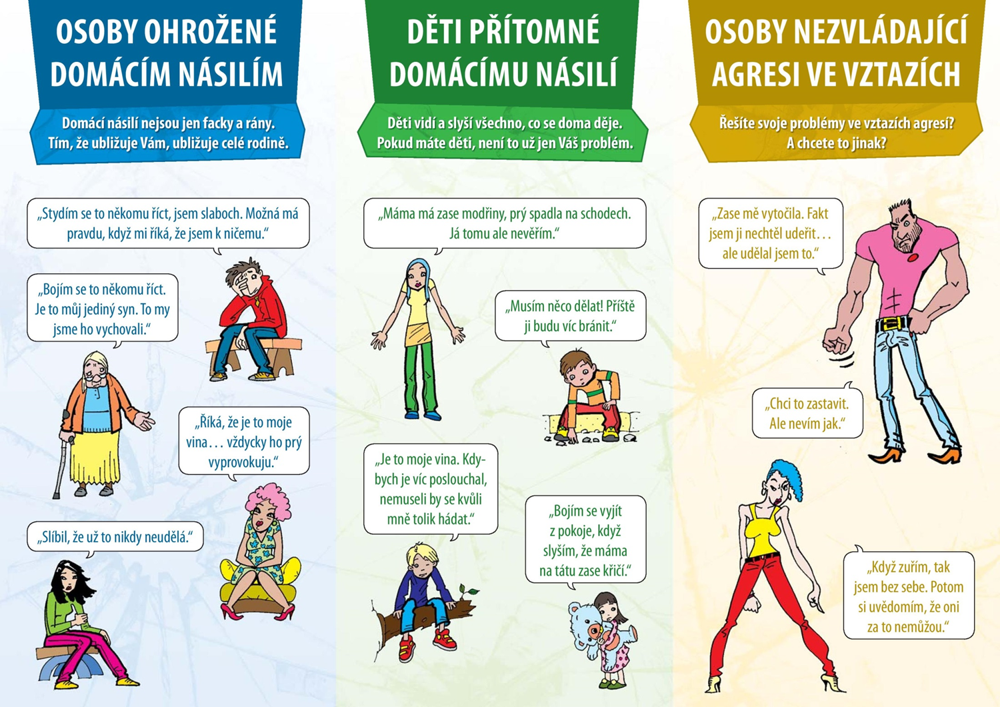 OSOBY OHROŽENÉ
DOMÁCÍM NÁSILÍM
Domácí násilí nejsou jen facky a rány.
Tím, že ubližuje Vám, ubližuje celé rodině.
„Stydím se to někomu říct, jsem slaboch. Možná má
pravdu, když mi říká, že jsem k ničemu.“
„Bojím se to někomu říct.
Je to můj jediný syn. To my
jsme ho vychovali.“
„Říká, že je to moje
vina… vždycky ho prý
vyprovokuju.“
„Slíbil, že už to nikdy neudělá.“
DĚTI PŘÍTOMNÉ
DOMÁCÍMU NÁSILÍ
Děti vidí a slyší všechno, co se doma děje.
Pokud máte děti, není to už jen Váš problém.
„Máma má zase modřiny, prý spadla na schodech.
Já tomu ale nevěřím.“
„Musím něco dělat! Příště
ji budu víc bránit.“
„Je to moje vina. Kdy-
bych je víc poslouchal,
nemuseli by se kvůli
mně tolik hádat.“
„Bojím se vyjít
z pokoje, když
slyším, že máma
na tátu zase křičí.“
OSOBY NEZVLÁDAJÍCÍ
AGRESI VE VZTAZÍCH
Řešíte svoje problémy ve vztazích agresí?
A chcete to jinak?
„Zase mě vytočila. Fakt
jsem ji nechtěl udeřit…
ale udělal jsem to.“
„Chci to zastavit.
Ale nevím jak.“
„Když zuřím, tak
jsem bez sebe. Potom
si uvědomím, že oni
za to nemůžou.“